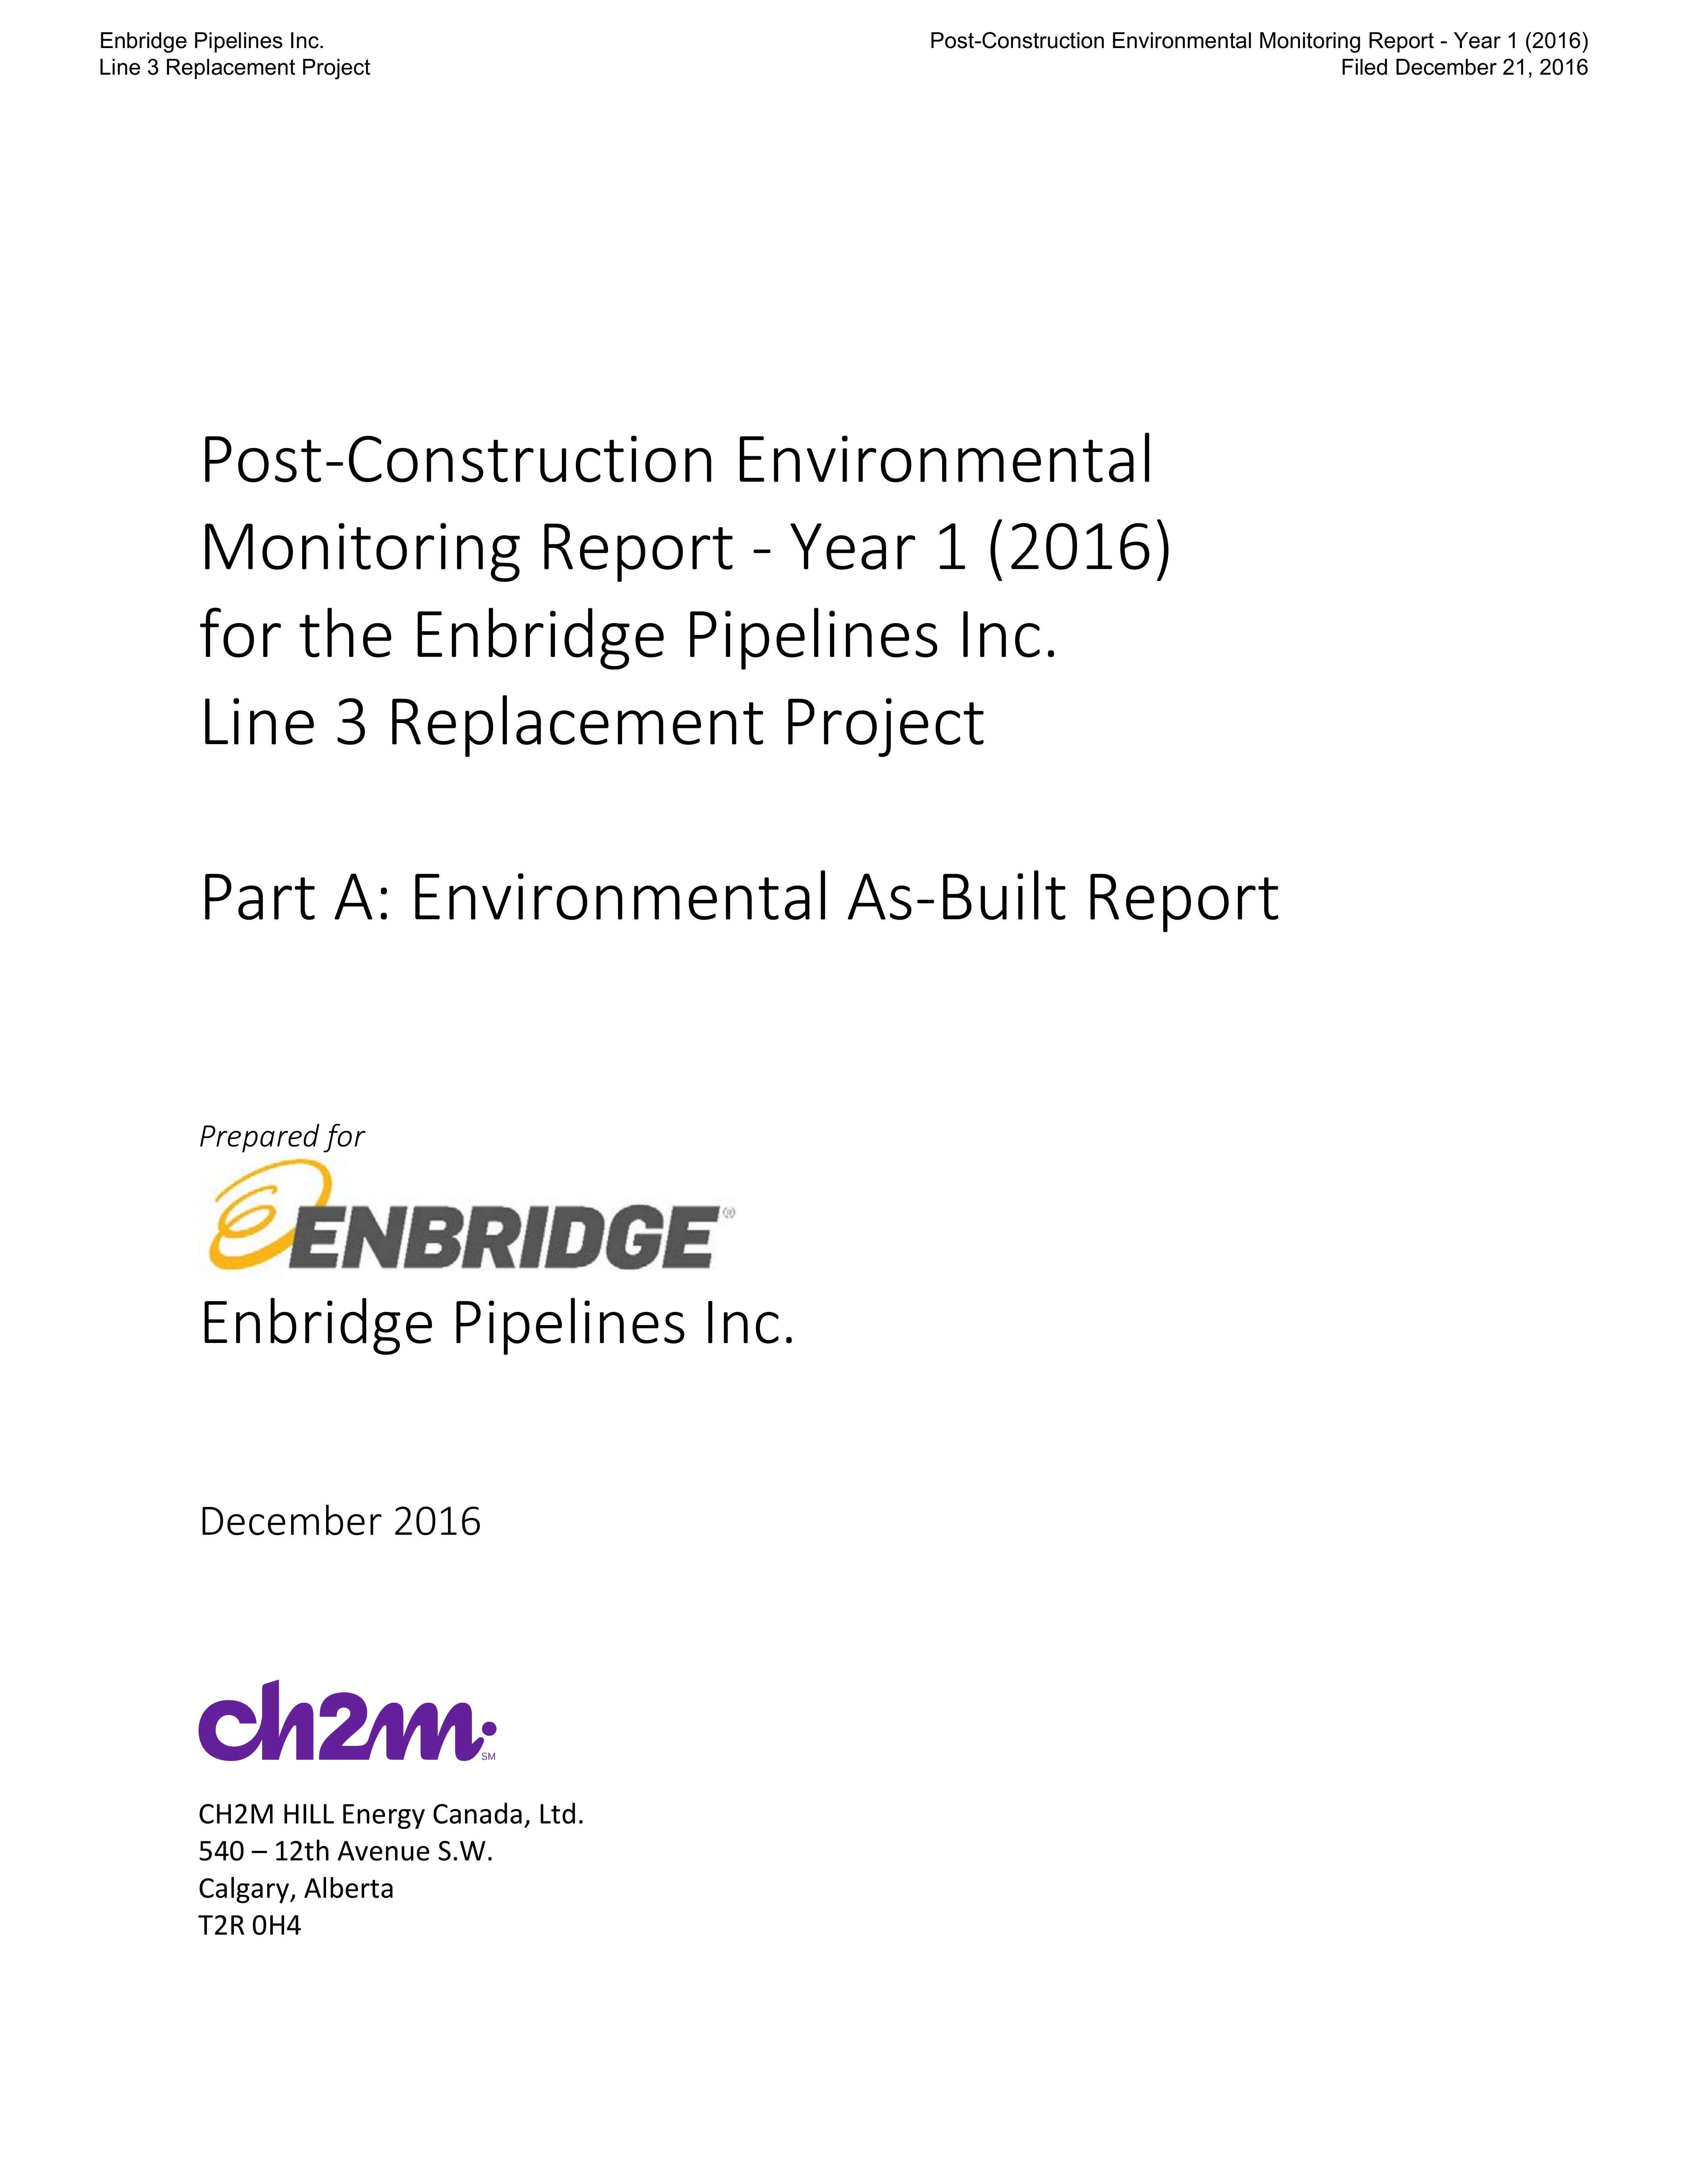 Enbridge Pipelines Inc.
Line 3 Replacement Project
Post-Construction Environmental Monitoring Report - Year 1 (2016)
Filed December 21, 2016
Post-Construction Environmental
Monitoring Report - Year 1 (2016)
for the Enbridge Pipelines Inc.
Line 3 Replacement Project
Part A: Environmental As-Built Report
Prepared for
ENBRIDGE®
Enbridge Pipelines Inc.
December 2016
ch2m: SM
CH2M HILL Energy Canada, Ltd.
540 – 12th Avenue S.W.
Calgary, Alberta
T2R 0H4